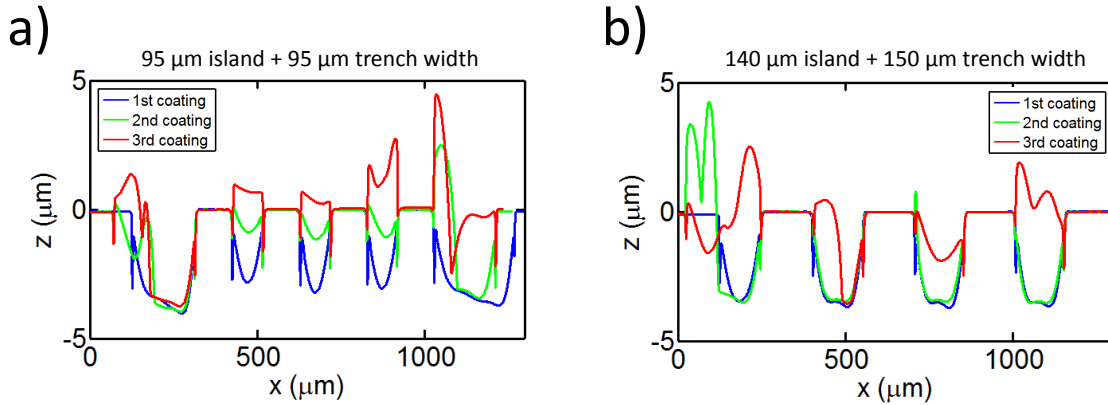 a)
95 µm island + 95 µm trench width
5
0
-5
z (µm)
1st coating
2nd coating
3rd coating
0
500
1000
x (µm)
b)
140 µm island + 150 µm trench width
5
0
-5
z (µm)
1st coating
2nd coating
3rd coating
0
500
1000
x (µm)